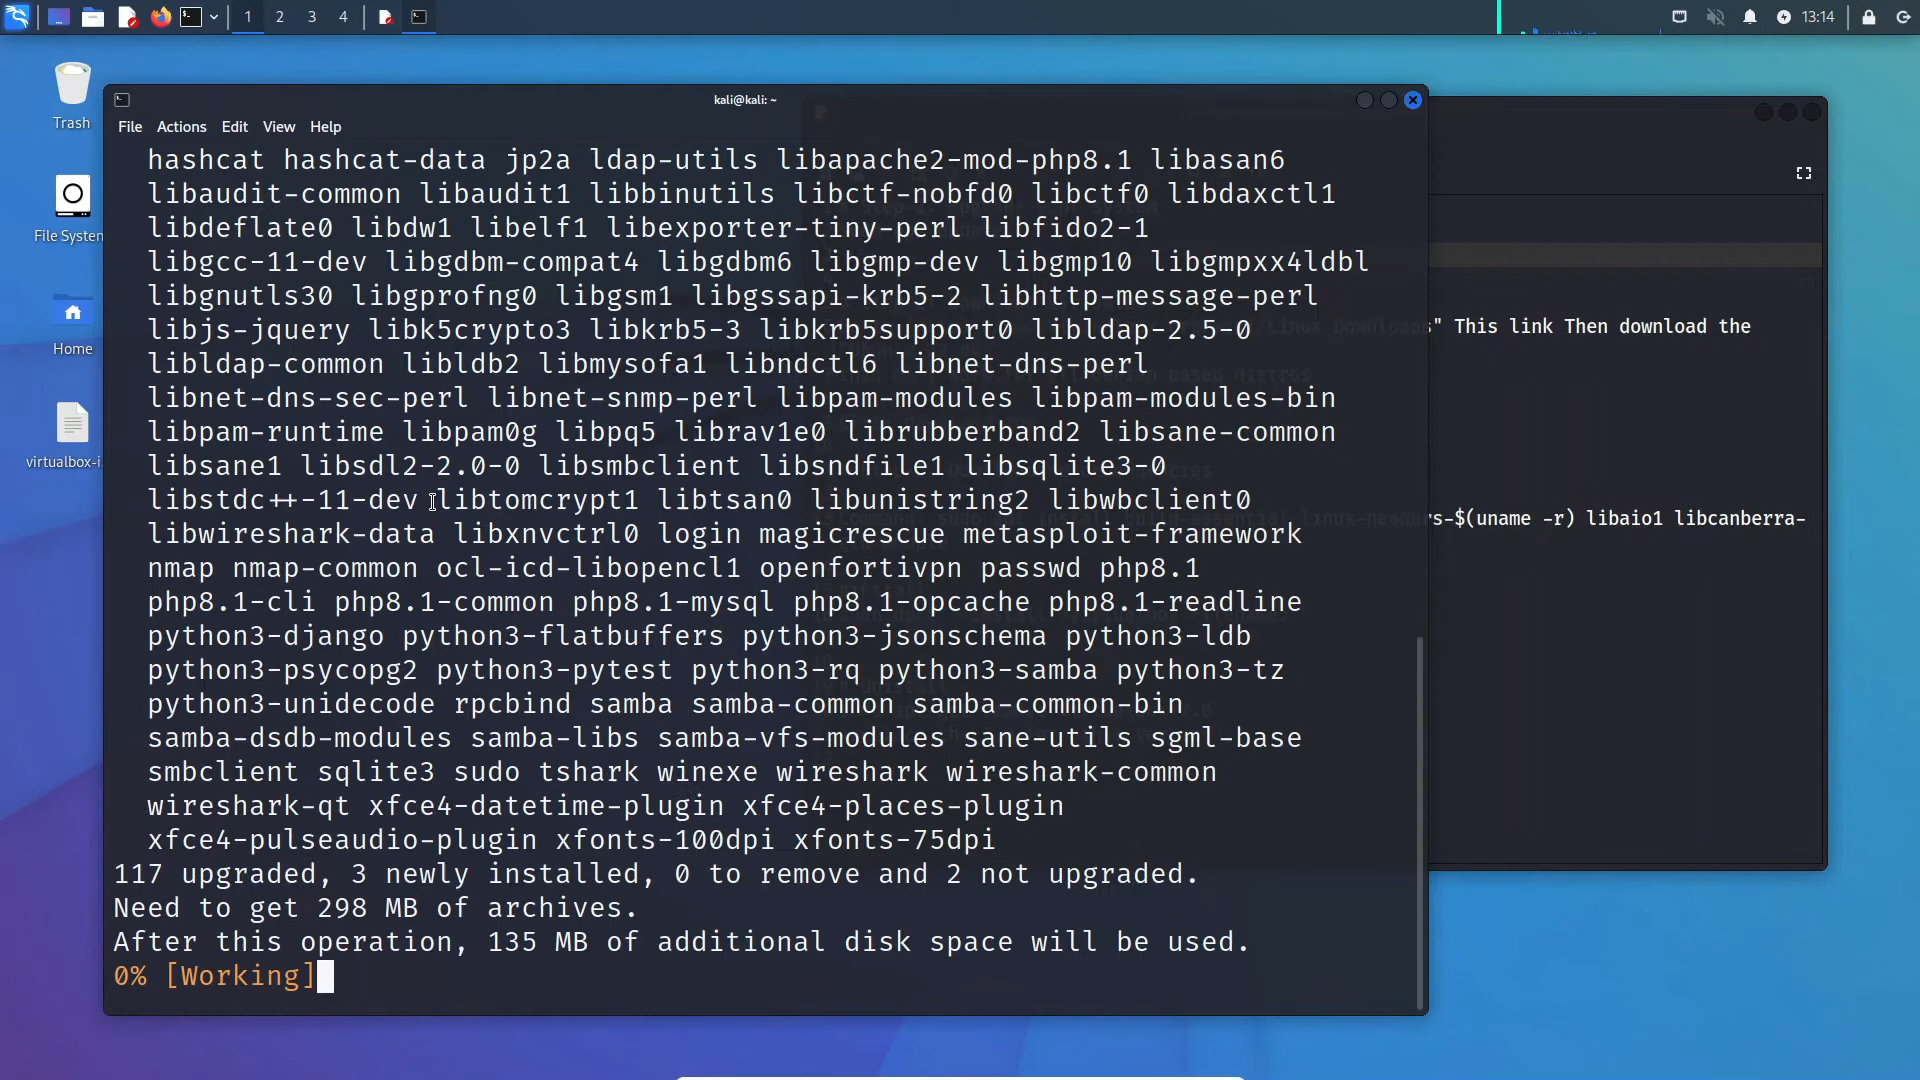 1 2 3 4 13:14
Trash
File System
Home
virtualbox-i...
kali@kali: ~
File Actions Edit View Help
hashcat hashcat-data jp2a ldap-utils libapache2-mod-php8.1 libasan6
libaudit-common libaudit1 libbinutils libctf-nobfd0 libctf0 libdaxctl1
libdeflate0 libdw1 libelf1 libexporter-tiny-perl libfido2-1
libgcc-11-dev libgdbm-compat4 libgdbm6 libgmp-dev libgmp10 libgmpxx4ldbl
libgnutls30 libgprofng0 libgsm1 libgssapi-krb5-2 libhttp-message-perl
libjs-jquery libk5crypto3 libkrb5-3 libkrb5support0 libldap-2.5-0
libldap-common libldb2 libmysofa1 libndctl6 libnet-dns-perl
libnet-dns-sec-perl libnet-snmp-perl libpam-modules libpam-modules-bin
libpam-runtime libpam0g libpq5 librav1e0 librubberband2 libsane-common
libsane1 libsdl2-2.0-0 libsmbclient libsndfile1 libsqlite3-0
libstdc++-11-dev libtomcrypt1 libtsan0 libunistring2 libwbclient0
libwireshark-data libxnvctrl0 login magicrescue metasploit-framework
nmap nmap-common ocl-icd-libopencl1 openfortivpn passwd php8.1
php8.1-cli php8.1-common php8.1-mysql php8.1-opcache php8.1-readline
python3-django python3-flatbuffers python3-jsonschema python3-ldb
python3-psycopg2 python3-pytest python3-rq python3-samba python3-tz
python3-unidecode rpcbind samba samba-common samba-common-bin
samba-dsdb-modules samba-libs samba-vfs-modules sane-utils sgml-base
smbclient sqlite3 sudo tshark winexe wireshark wireshark-common
wireshark-qt xfce4-datetime-plugin xfce4-places-plugin
xfce4-pulseaudio-plugin xfonts-100dpi xfonts-75dpi
117 upgraded, 3 newly installed, 0 to remove and 2 not upgraded.
Need to get 298 MB of archives.
After this operation, 135 MB of additional disk space will be used.
0% [Working]
" This link Then download the
-$(uname -r) libaio1 libcanberra-